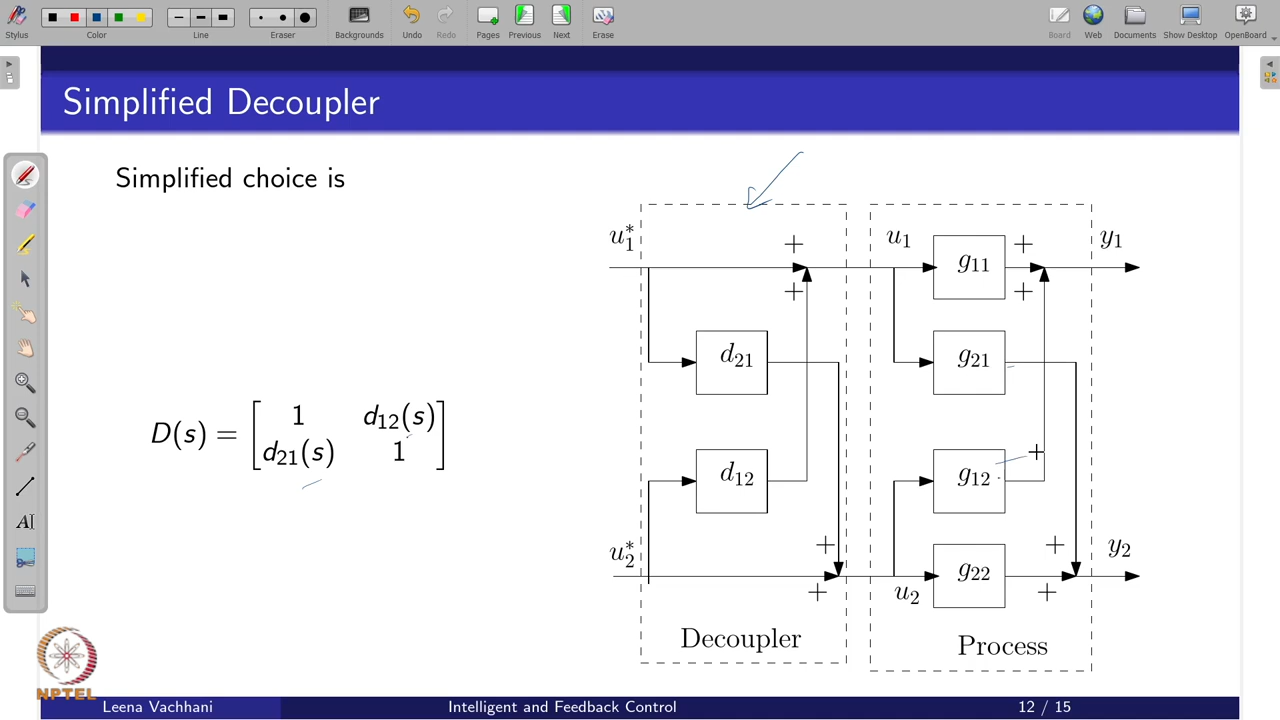 Stylus
Color
Line
Eraser
Backgrounds
Undo
Redo
Pages
Previous
Next
Erase
Board
Web
Documents
Show Desktop
OpenBoard
Simplified Decoupler
Simplified choice is
D(s) = [1 d12(s)
d21(s) 1]
u1* + u1 g11 + y1
+ +
d21 g21
d12 g12 +
u2* + + y2
+ u2 g22 +
Decoupler Process
NPTEL
Leena Vachhani Intelligent and Feedback Control 12 / 15